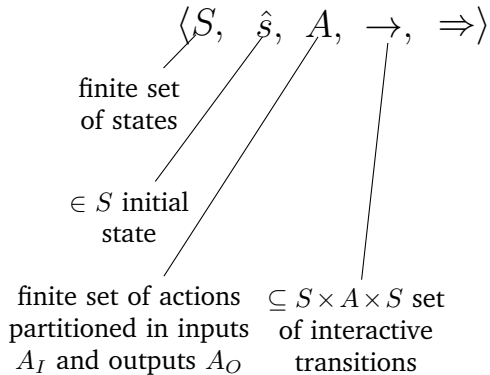 ⟨S, ŝ, A, →, ⇒⟩
finite set
of states
∈ S initial
state
finite set of actions
partitioned in inputs
A_I and outputs A_O
⊆ S × A × S set
of interactive
transitions